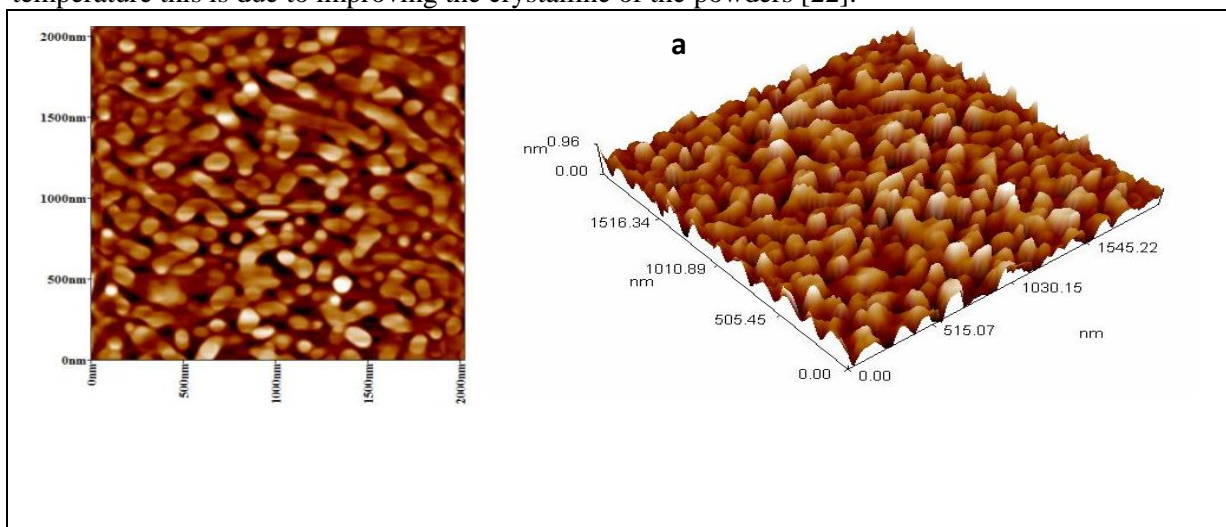 temperature this is due to improving the crystalline of the powders [22].
a
2000nm
1500nm
1000nm
500nm
0nm
0nm
500nm
1000nm
1500nm
2000nm
nm
0.96
0.00
1516.34
1010.89
nm
505.45
0.00
0.00
515.07
1030.15
1545.22
nm